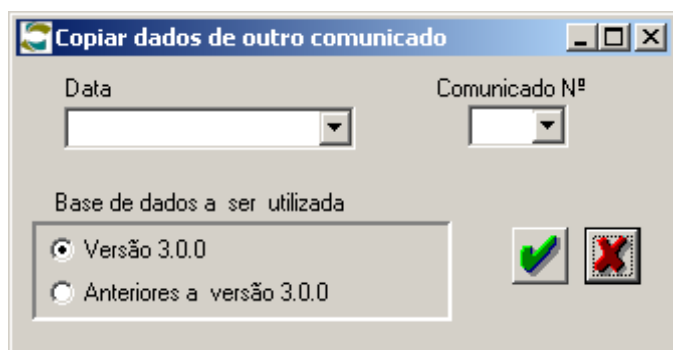 Copiar dados de outro comunicado
Data
Comunicado Nº
Base de dados a ser utilizada
Versão 3.0.0
Anteriores a versão 3.0.0